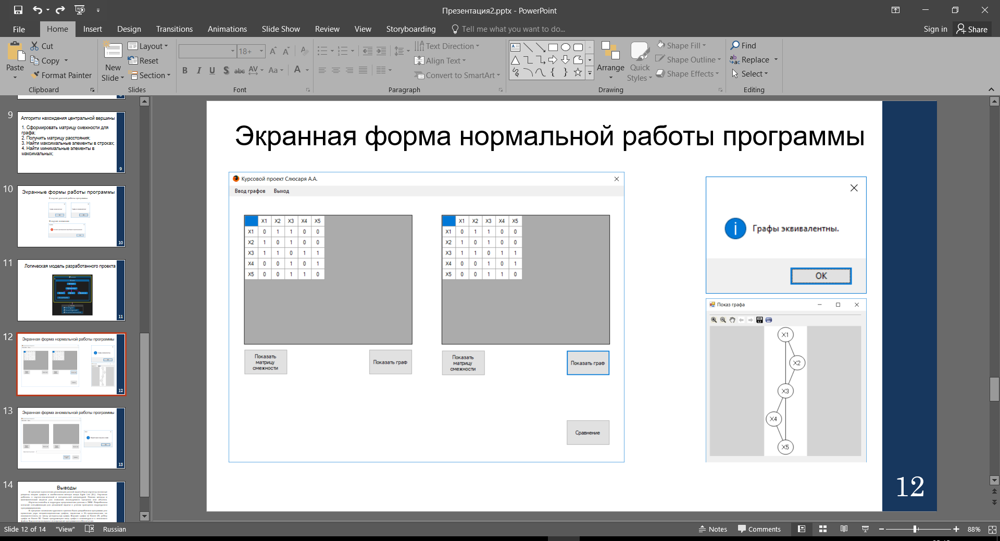 Презентация2.pptx - PowerPoint
File
Home
Insert
Design
Transitions
Animations
Slide Show
Review
View
Storyboarding
Tell me what you want to do...
Sign in
Share
Paste
Cut
Copy
Format Painter
Clipboard
New
Slide
Layout
Reset
Section
Slides
18+
B I U S abc AV Aa A
Font
Text Direction
Align Text
Convert to SmartArt
Paragraph
Arrange
Quick
Styles
Shape Fill
Shape Outline
Shape Effects
Drawing
Find
Replace
Select
Editing
9
Алгоритм нахождения центральной вершины
1. Сформировать матрицу смежности для
графа;
2. Получить матрицу расстояния;
3. Найти максимальные элементы в строках;
4. Найти минимальные элементы в
максимальных;
9
10
Экранные формы работы программы
10
11
Логическая модель разработанного проекта
11
12
Экранная форма нормальной работы программы
12
13
Экранная форма аномальной работы программы
13
14
Выводы
Экранная форма нормальной работы программы
Курсовой проект Слюсаря А.А.
Ввод графов Выход
X1 X2 X3 X4 X5
X1 0 1 1 0 0
X2 1 0 1 0 0
X3 1 1 0 1 1
X4 0 0 1 0 1
X5 0 0 1 1 0
Показать
матрицу
смежности
Показать граф
X1 X2 X3 X4 X5
X1 0 1 1 0 0
X2 1 0 1 0 0
X3 1 1 0 1 1
X4 0 0 1 0 1
X5 0 0 1 1 0
Показать
матрицу
смежности
Показать граф
Сравнение
Графы эквивалентны.
OK
Показ графа
X1
X2
X3
X4
X5
12
Slide 12 of 14
"View"
Russian
Notes
Comments
88%